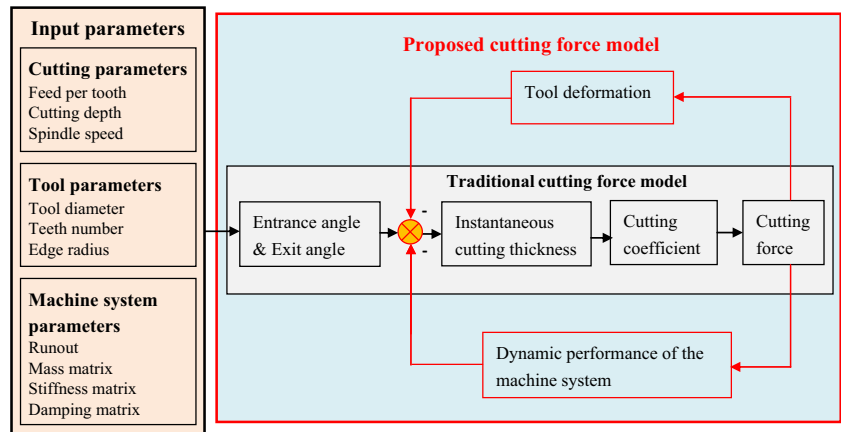 Input parameters
Cutting parameters
Feed per tooth
Cutting depth
Spindle speed
Tool parameters
Tool diameter
Teeth number
Edge radius
Machine system
parameters
Runout
Mass matrix
Stiffness matrix
Damping matrix
Proposed cutting force model
Tool deformation
Traditional cutting force model
Entrance angle
& Exit angle
-
-
Instantaneous
cutting thickness
Cutting
coefficient
Cutting
force
Dynamic performance of the
machine system